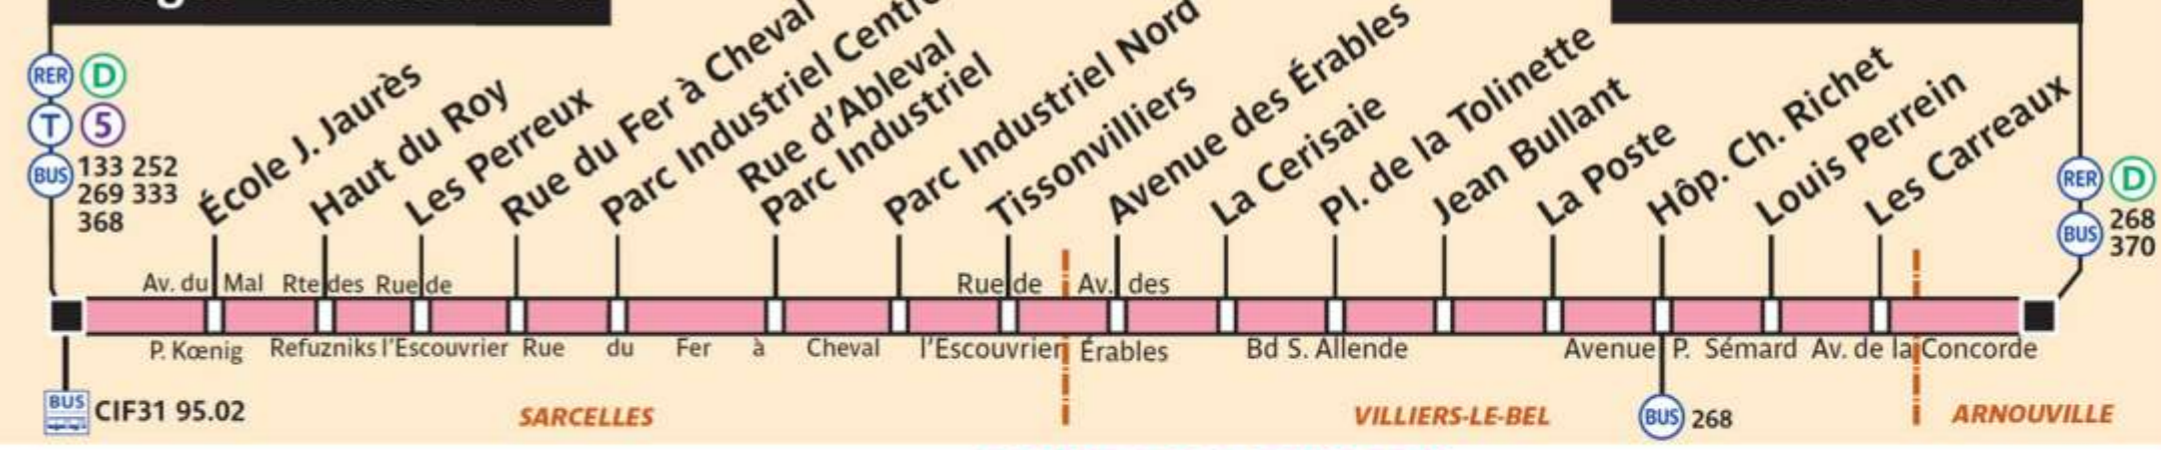 RER D
T 5
BUS 133 252
269 333
368
École J. Jaurès
Haut du Roy
Les Perreux
Rue du Fer à Cheval
Parc Industriel Centre
Rue d'Ableval
Parc Industriel
Parc Industriel Nord
Tissonvilliers
Avenue des Érables
La Cerisaie
Pl. de la Tolinette
Jean Bullant
La Poste
Hôp. Ch. Richet
Louis Perrein
Les Carreaux
RER D
BUS 268
370
Av. du Mal
P. Kœnig
Rte des
Refuzniks
Rue de
l'Escouvrier
Rue du Fer à Cheval
Rue de
l'Escouvrier
Av. des
Érables
Bd S. Allende
Avenue P. Sémard
Av. de la Concorde
BUS CIF31 95.02
SARCELLES
VILLIERS-LE-BEL
BUS 268
ARNOUVILLE